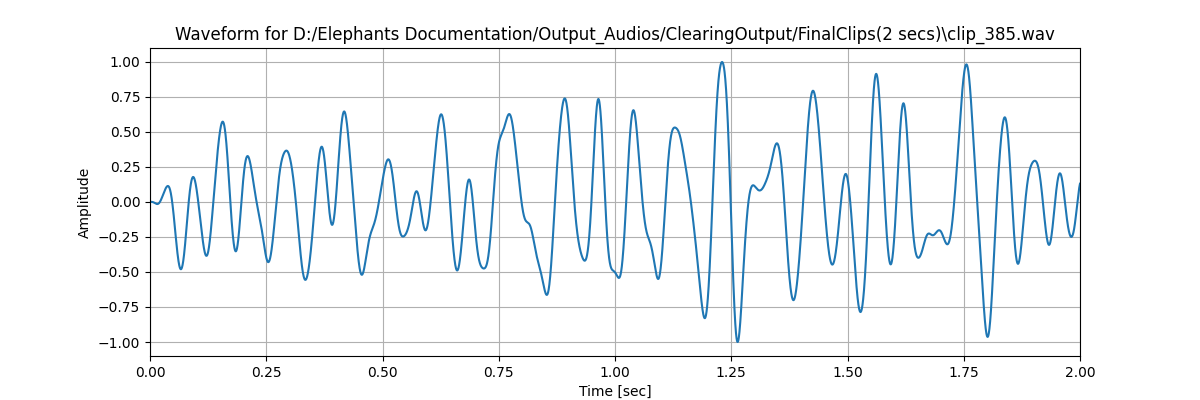 Waveform for D:/Elephants Documentation/Output_Audios/ClearingOutput/FinalClips(2 secs)\clip_385.wav
Amplitude
1.00
0.75
0.50
0.25
0.00
−0.25
−0.50
−0.75
−1.00
0.00 0.25 0.50 0.75 1.00 1.25 1.50 1.75 2.00
Time [sec]